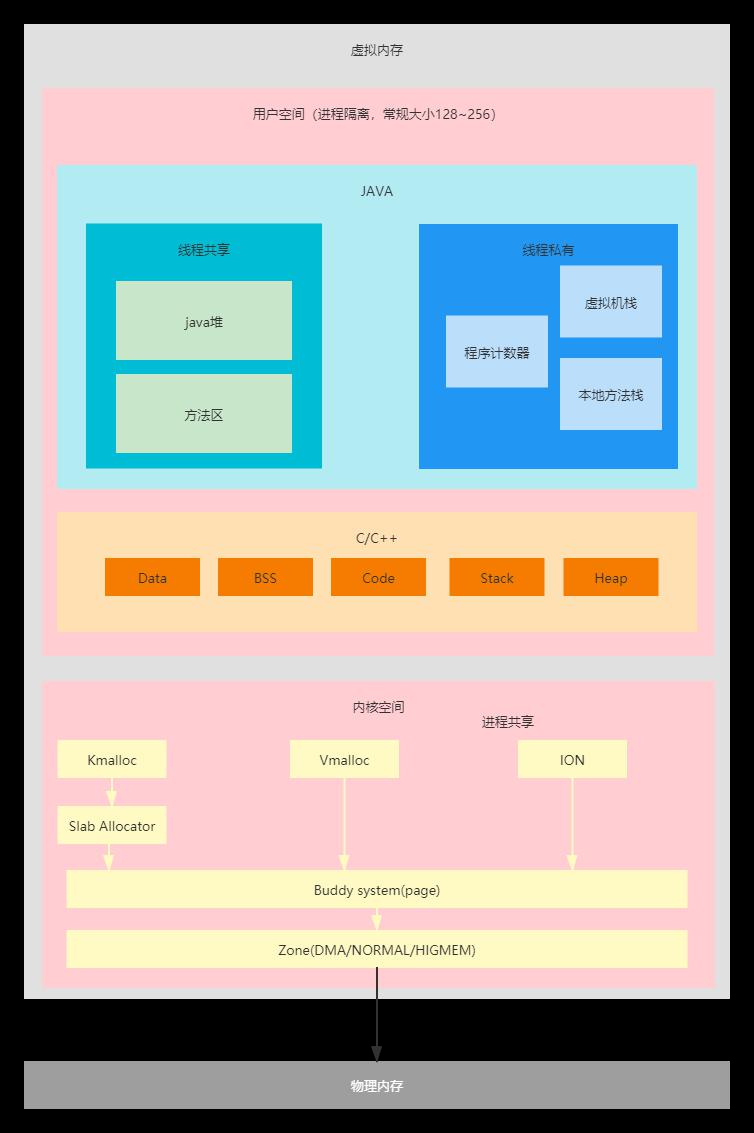 虚拟内存
用户空间（进程隔离，常规大小128~256）
JAVA
线程共享
java堆
方法区
线程私有
虚拟机栈
程序计数器
本地方法栈
C/C++
Data
BSS
Code
Stack
Heap
内核空间
进程共享
Kmalloc
Vmalloc
ION
Slab Allocator
Buddy system(page)
Zone(DMA/NORMAL/HIGMEM)
物理内存